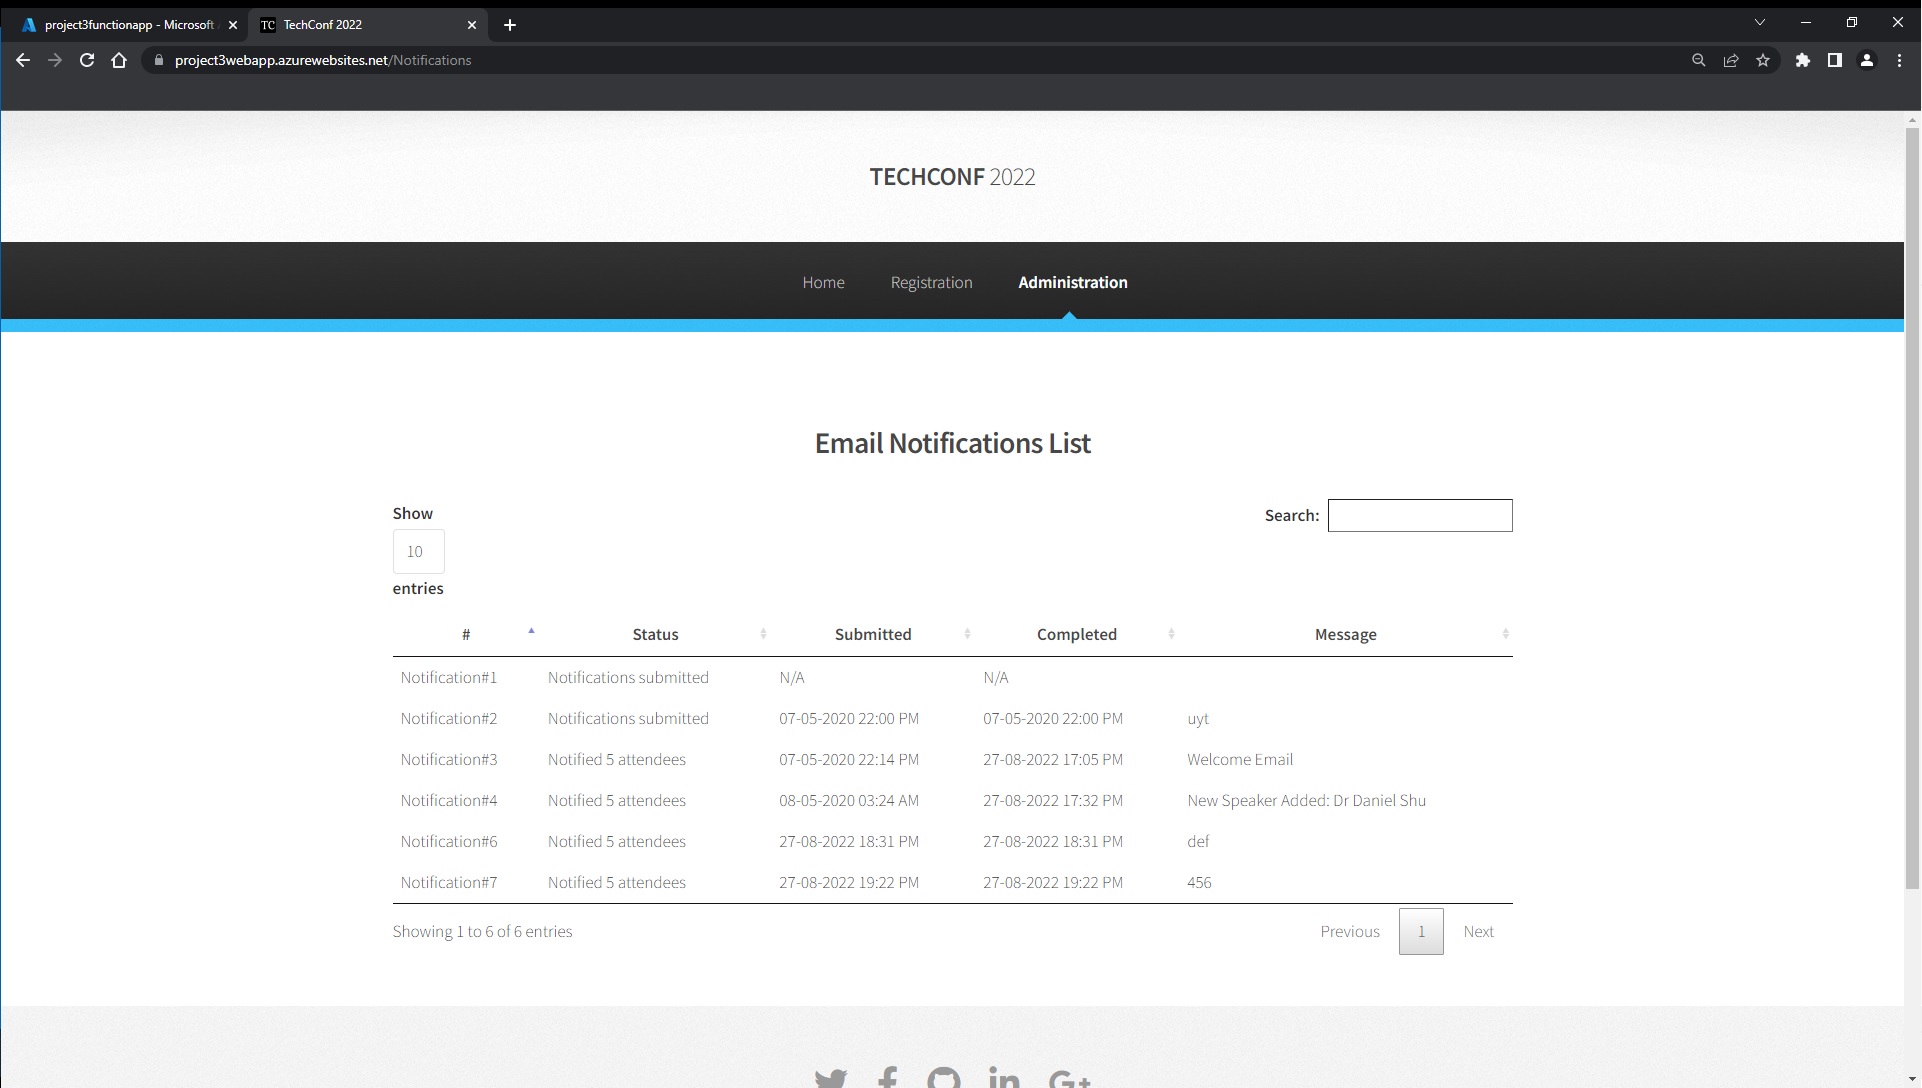 project3functionapp - Microsoft
TC TechConf 2022
project3webapp.azurewebsites.net/Notifications
TECHCONF 2022
Home Registration Administration
Email Notifications List
Show
10
entries
Search:
# Status Submitted Completed Message
Notification#1 Notifications submitted N/A N/A
Notification#2 Notifications submitted 07-05-2020 22:00 PM 07-05-2020 22:00 PM uyt
Notification#3 Notified 5 attendees 07-05-2020 22:14 PM 27-08-2022 17:05 PM Welcome Email
Notification#4 Notified 5 attendees 08-05-2020 03:24 AM 27-08-2022 17:32 PM New Speaker Added: Dr Daniel Shu
Notification#6 Notified 5 attendees 27-08-2022 18:31 PM 27-08-2022 18:31 PM def
Notification#7 Notified 5 attendees 27-08-2022 19:22 PM 27-08-2022 19:22 PM 456
Showing 1 to 6 of 6 entries
Previous 1 Next